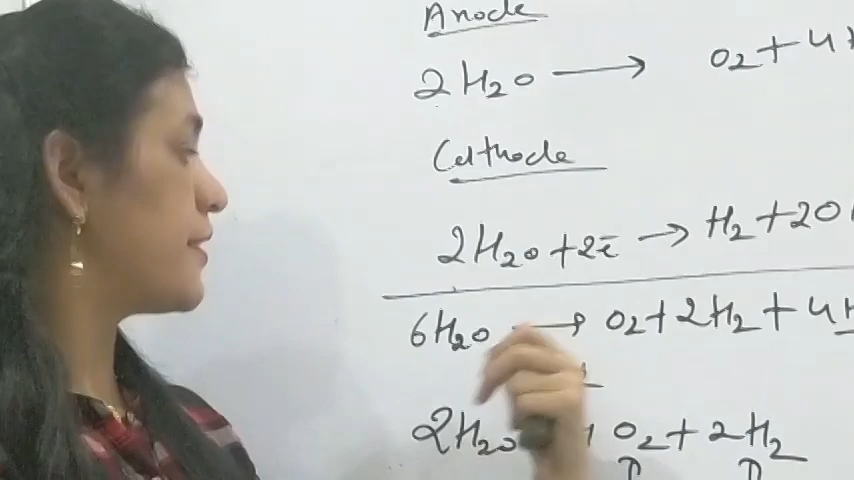 Anode
2H₂O → O₂ + 4
Cathode
2H₂O + 2e̅ → H₂ + 2O
6H₂O → O₂ + 2H₂ + 4
2H₂O O₂ + 2H₂